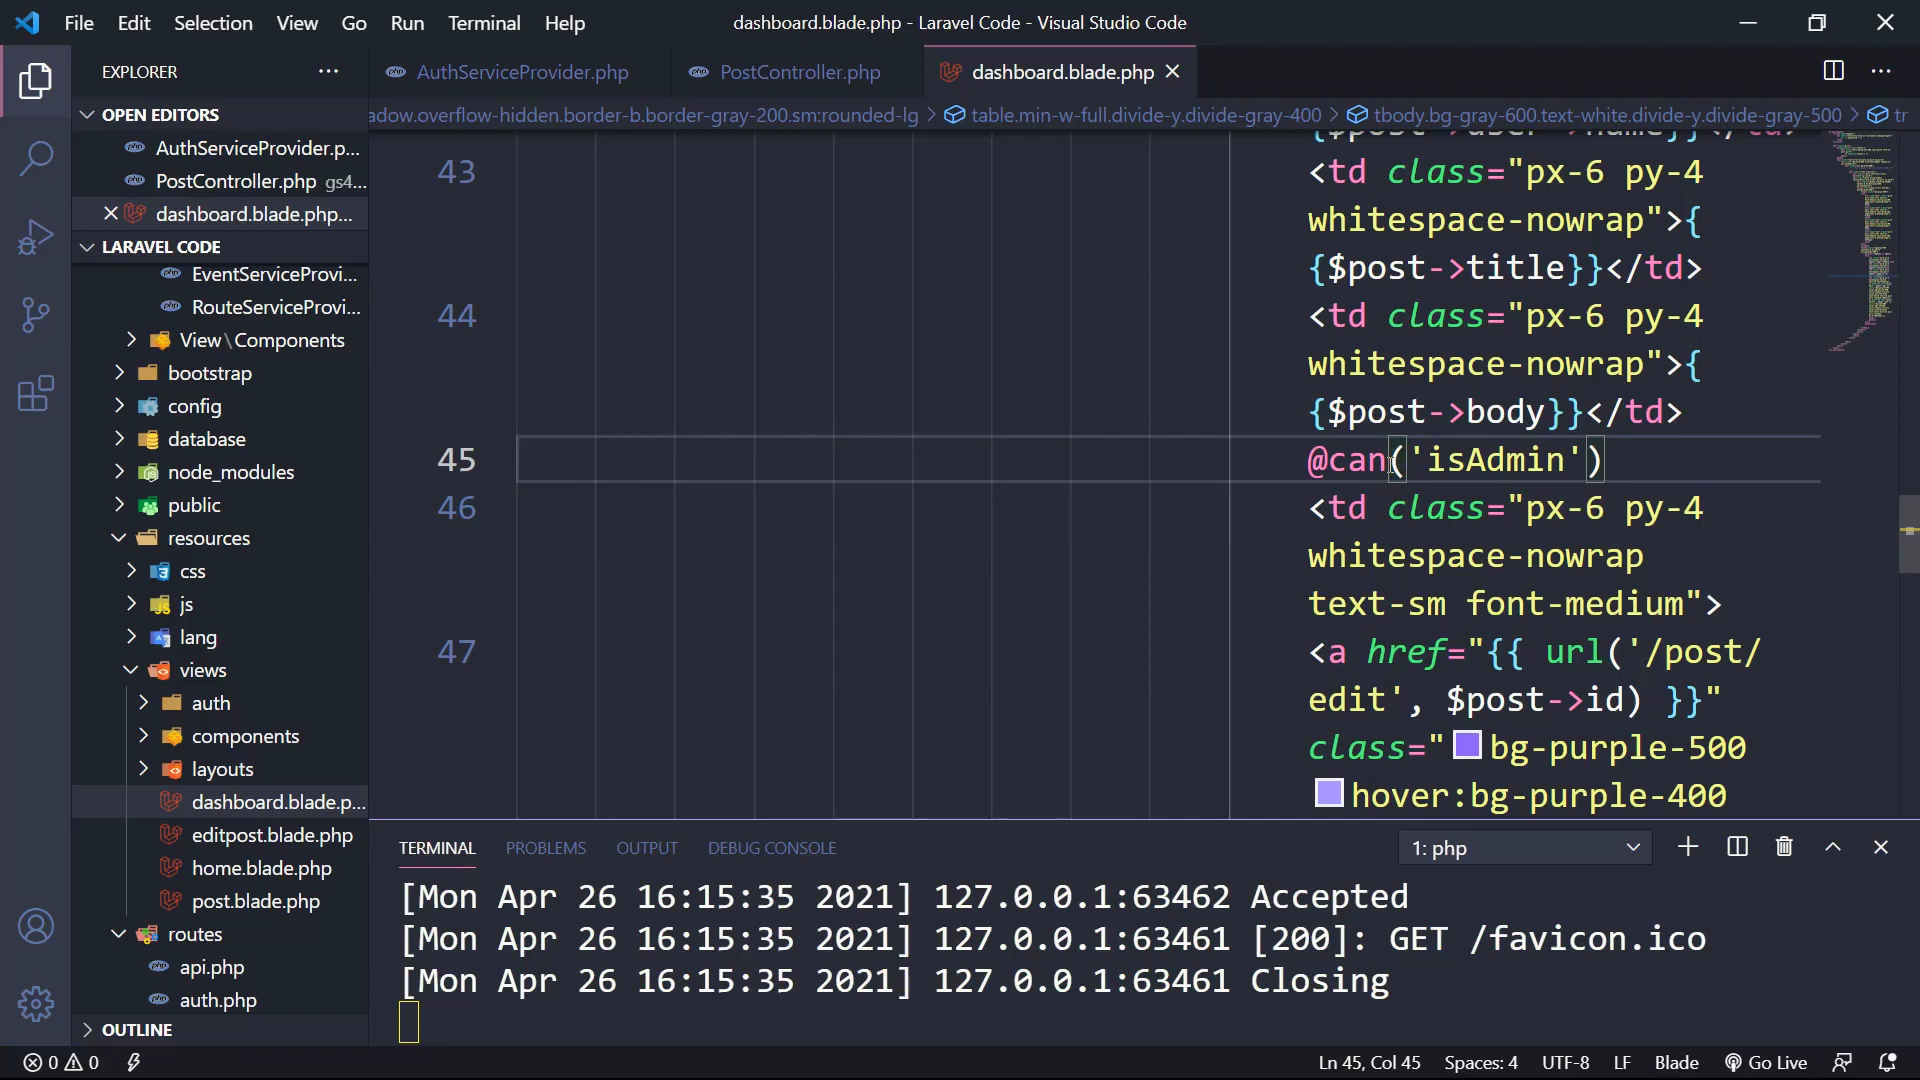 File Edit Selection View Go Run Terminal Help
dashboard.blade.php - Laravel Code - Visual Studio Code
EXPLORER
OPEN EDITORS
AuthServiceProvider.p...
PostController.php gs4...
dashboard.blade.php...
LARAVEL CODE
EventServiceProvi...
RouteServiceProvi...
View\Components
bootstrap
config
database
node_modules
public
resources
css
js
lang
views
auth
components
layouts
dashboard.blade.p...
editpost.blade.php
home.blade.php
post.blade.php
routes
api.php
auth.php
OUTLINE
AuthServiceProvider.php PostController.php dashboard.blade.php
adow.overflow-hidden.border-b.border-gray-200.sm:rounded-lg > table.min-w-full.divide-y.divide-gray-400 > tbody.bg-gray-600.text-white.divide-y.divide-gray-500 > tr
{$post->user->name}}</td>
43 <td class="px-6 py-4
whitespace-nowrap">{
{$post->title}}</td>
44 <td class="px-6 py-4
whitespace-nowrap">{
{$post->body}}</td>
45 @can('isAdmin')
46 <td class="px-6 py-4
whitespace-nowrap
text-sm font-medium">
47 <a href="{{ url('/post/
edit', $post->id) }}"
class="bg-purple-500
hover:bg-purple-400
TERMINAL PROBLEMS OUTPUT DEBUG CONSOLE 1: php
[Mon Apr 26 16:15:35 2021] 127.0.0.1:63462 Accepted
[Mon Apr 26 16:15:35 2021] 127.0.0.1:63461 [200]: GET /favicon.ico
[Mon Apr 26 16:15:35 2021] 127.0.0.1:63461 Closing
0 0 Ln 45, Col 45 Spaces: 4 UTF-8 LF Blade Go Live